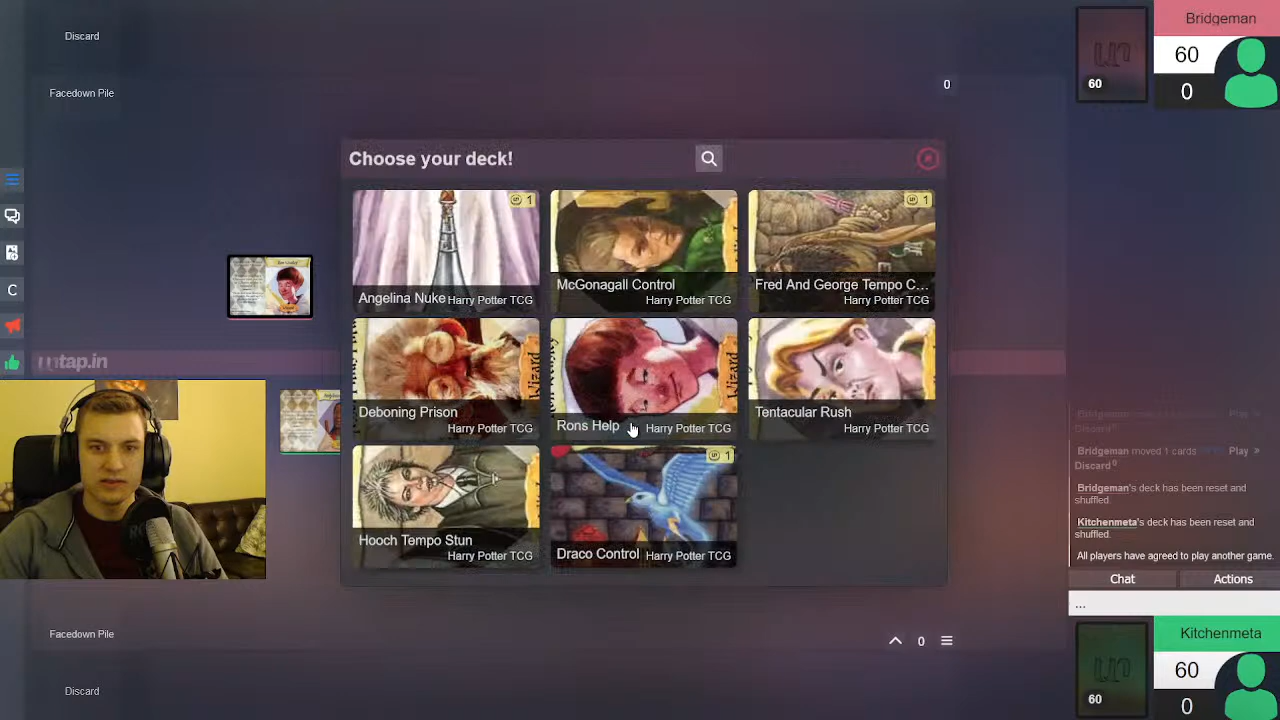 Discard
Facedown Pile
0
60
Bridgeman
60
0
Choose your deck!
1
Angelina Nuke Harry Potter TCG
McGonagall Control
Harry Potter TCG
1
Fred And George Tempo C...
Harry Potter TCG
Deboning Prison
Harry Potter TCG
Rons Help Harry Potter TCG
Tentacular Rush
Harry Potter TCG
Hooch Tempo Stun
Harry Potter TCG
1
Draco Control Harry Potter TCG
C
untap.in
Bridgeman moved 1 cards Play >
Discard
Bridgeman's deck has been reset and
shuffled.
Kitchenmeta's deck has been reset and
shuffled.
All players have agreed to play another game.
Chat
Actions
...
Facedown Pile
0
Discard
60
Kitchenmeta
60
0